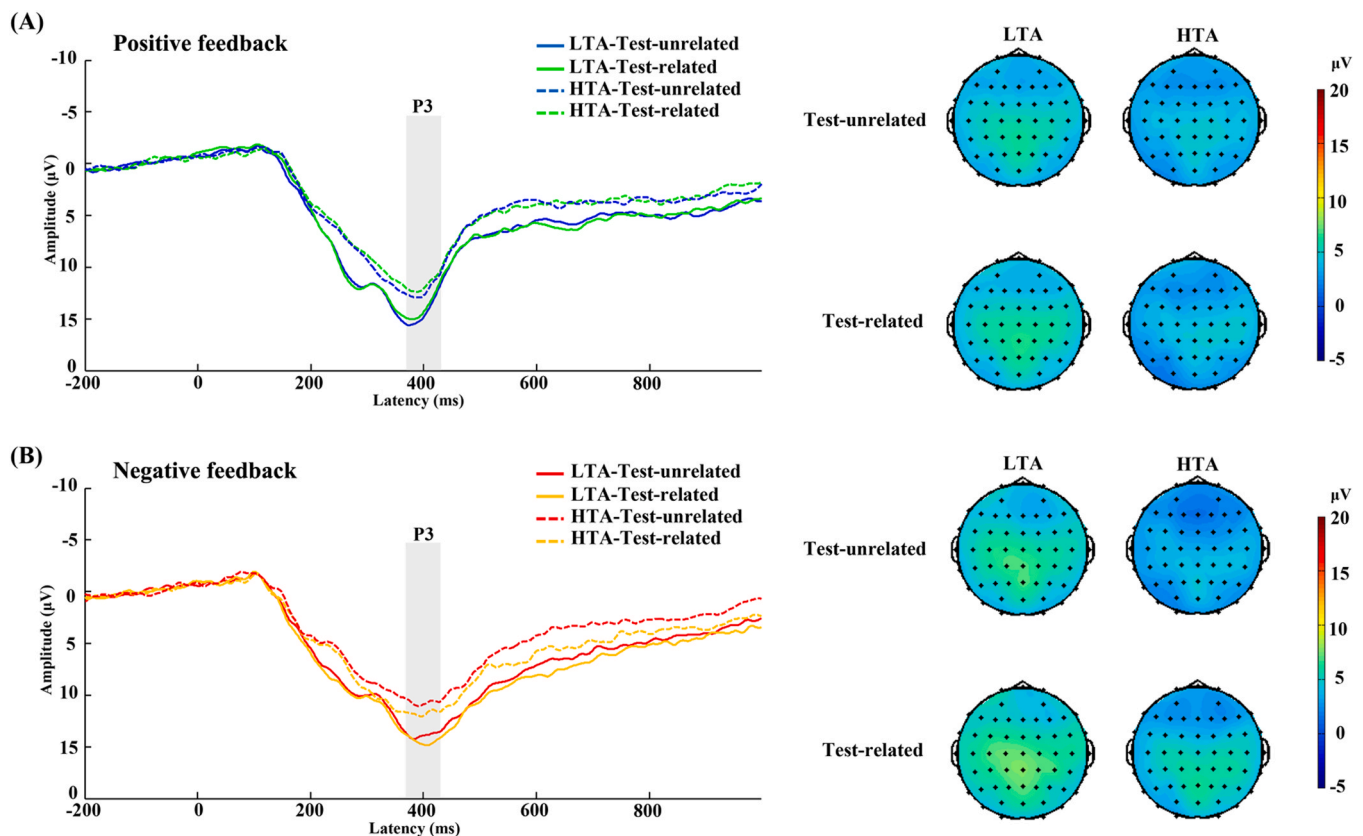 (A)
Positive feedback
LTA-Test-unrelated
LTA-Test-related
HTA-Test-unrelated
HTA-Test-related
P3
-10
-5
0
5
10
15
0
Amplitude (μV)
-200
0
200
400
600
800
Latency (ms)
LTA
HTA
Test-unrelated
Test-related
μV
20
15
10
5
0
-5
(B)
Negative feedback
LTA-Test-unrelated
LTA-Test-related
HTA-Test-unrelated
HTA-Test-related
P3
-10
-5
0
5
10
15
0
Amplitude (μV)
-200
0
200
400
600
800
Latency (ms)
LTA
HTA
Test-unrelated
Test-related
μV
20
15
10
5
0
-5